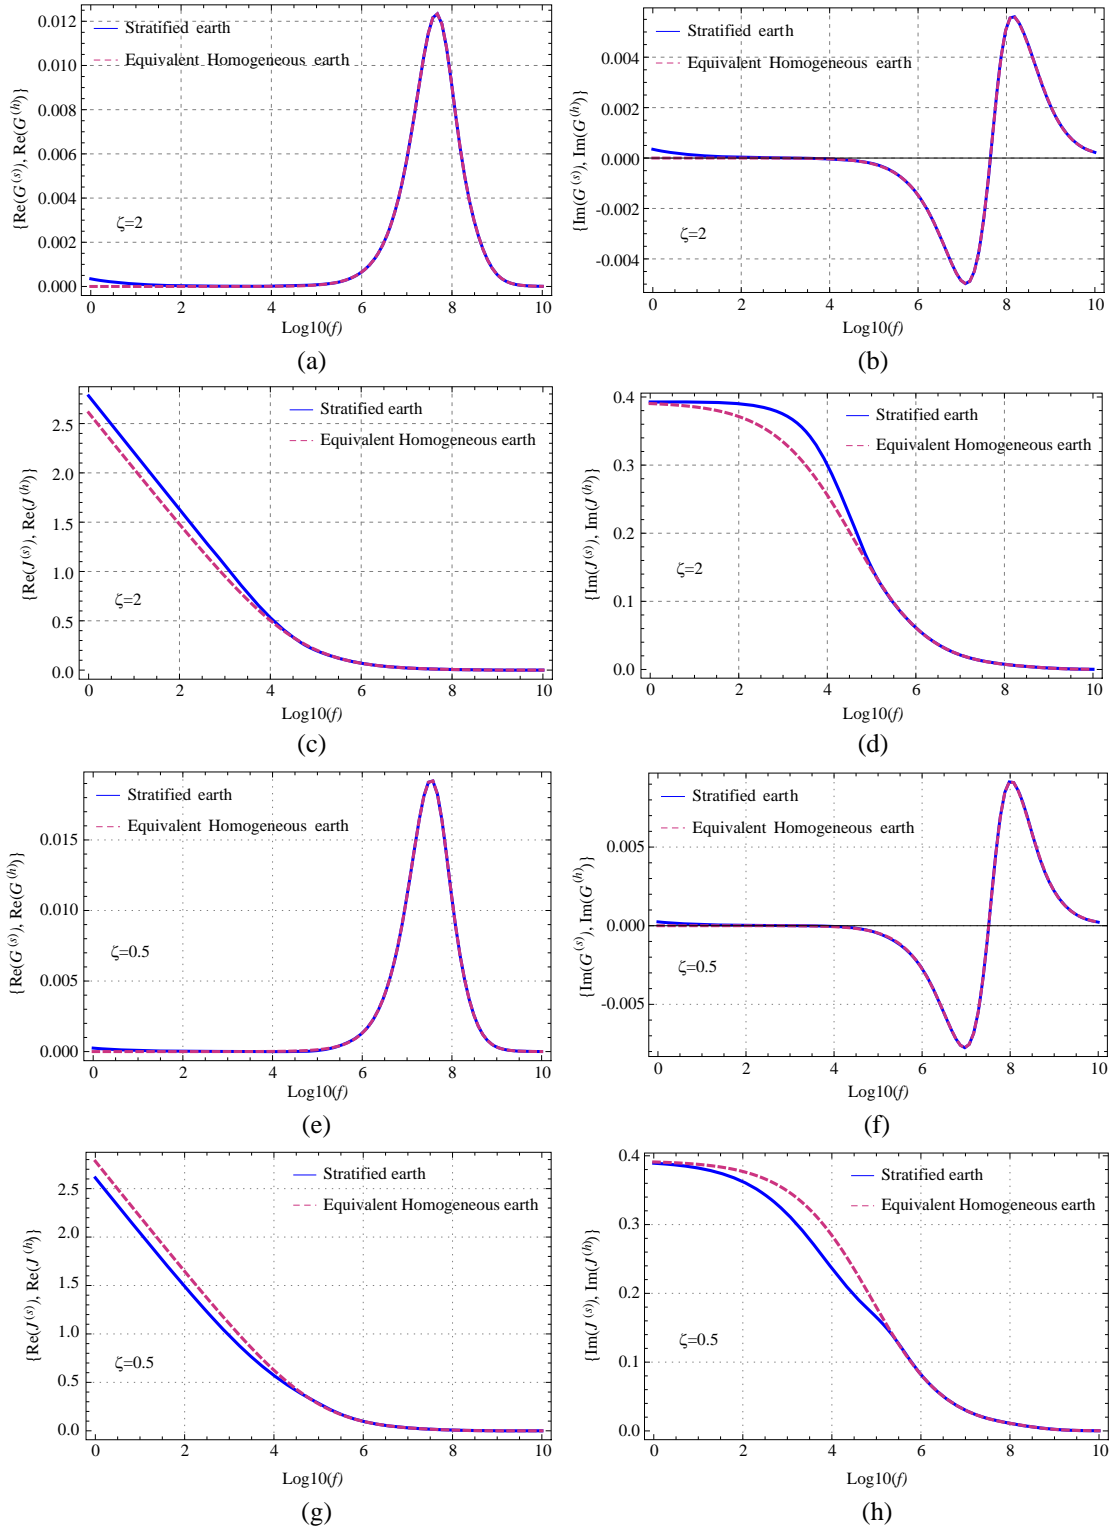 {Re(G^(s)), Re(G^(h))}
Stratified earth
Equivalent Homogeneous earth
ζ=2
0.012
0.010
0.008
0.006
0.004
0.002
0.000
0 2 4 6 8 10
Log10(f)
(a)
{Im(G^(s)), Im(G^(h))}
Stratified earth
Equivalent Homogeneous earth
ζ=2
0.004
0.002
0.000
-0.002
-0.004
0 2 4 6 8 10
Log10(f)
(b)
{Re(J^(s)), Re(J^(h))}
Stratified earth
Equivalent Homogeneous earth
ζ=2
2.5
2.0
1.5
1.0
0.5
0.0
0 2 4 6 8 10
Log10(f)
(c)
{Im(J^(s)), Im(J^(h))}
Stratified earth
Equivalent Homogeneous earth
ζ=2
0.4
0.3
0.2
0.1
0.0
0 2 4 6 8 10
Log10(f)
(d)
{Re(G^(s)), Re(G^(h))}
Stratified earth
Equivalent Homogeneous earth
ζ=0.5
0.015
0.010
0.005
0.000
0 2 4 6 8 10
Log10(f)
(e)
{Im(G^(s)), Im(G^(h))}
Stratified earth
Equivalent Homogeneous earth
ζ=0.5
0.005
0.000
-0.005
0 2 4 6 8 10
Log10(f)
(f)
{Re(J^(s)), Re(J^(h))}
Stratified earth
Equivalent Homogeneous earth
ζ=0.5
2.5
2.0
1.5
1.0
0.5
0.0
0 2 4 6 8 10
Log10(f)
(g)
{Im(J^(s)), Im(J^(h))}
Stratified earth
Equivalent Homogeneous earth
ζ=0.5
0.4
0.3
0.2
0.1
0.0
0 2 4 6 8 10
Log10(f)
(h)